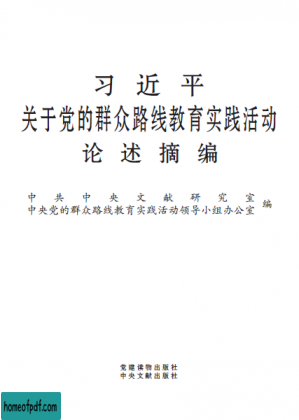 习近平
关于党的群众路线教育实践活动
论述摘编
中共中央文献研究室
中央党的群众路线教育实践活动领导小组办公室 编
党建读物出版社
中央文献出版社
homeofpdf.com